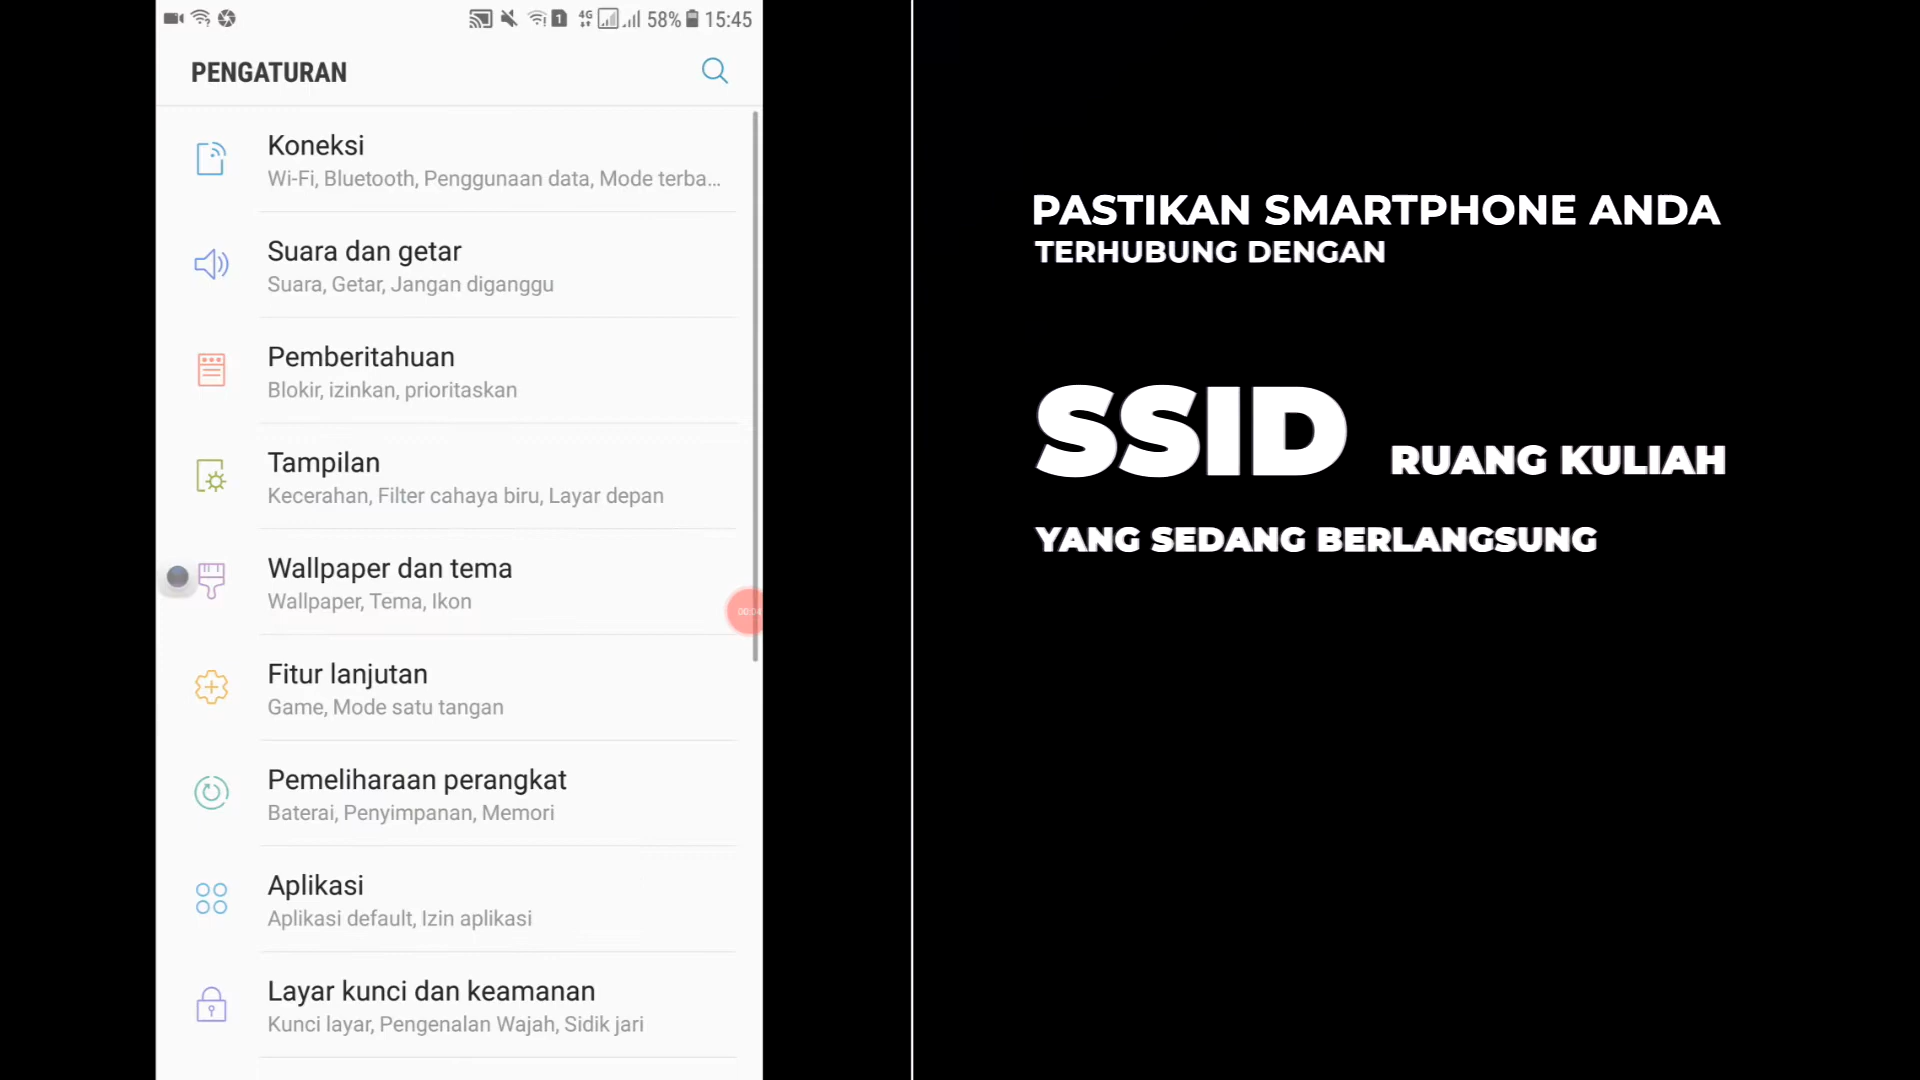 4G 58% 15:45
PENGATURAN
Koneksi
Wi-Fi, Bluetooth, Penggunaan data, Mode terba...
Suara dan getar
Suara, Getar, Jangan diganggu
Pemberitahuan
Blokir, izinkan, prioritaskan
Tampilan
Kecerahan, Filter cahaya biru, Layar depan
Wallpaper dan tema
Wallpaper, Tema, Ikon
Fitur lanjutan
Game, Mode satu tangan
Pemeliharaan perangkat
Baterai, Penyimpanan, Memori
Aplikasi
Aplikasi default, Izin aplikasi
Layar kunci dan keamanan
Kunci layar, Pengenalan Wajah, Sidik jari
PASTIKAN SMARTPHONE ANDA
TERHUBUNG DENGAN
SSID RUANG KULIAH
YANG SEDANG BERLANGSUNG